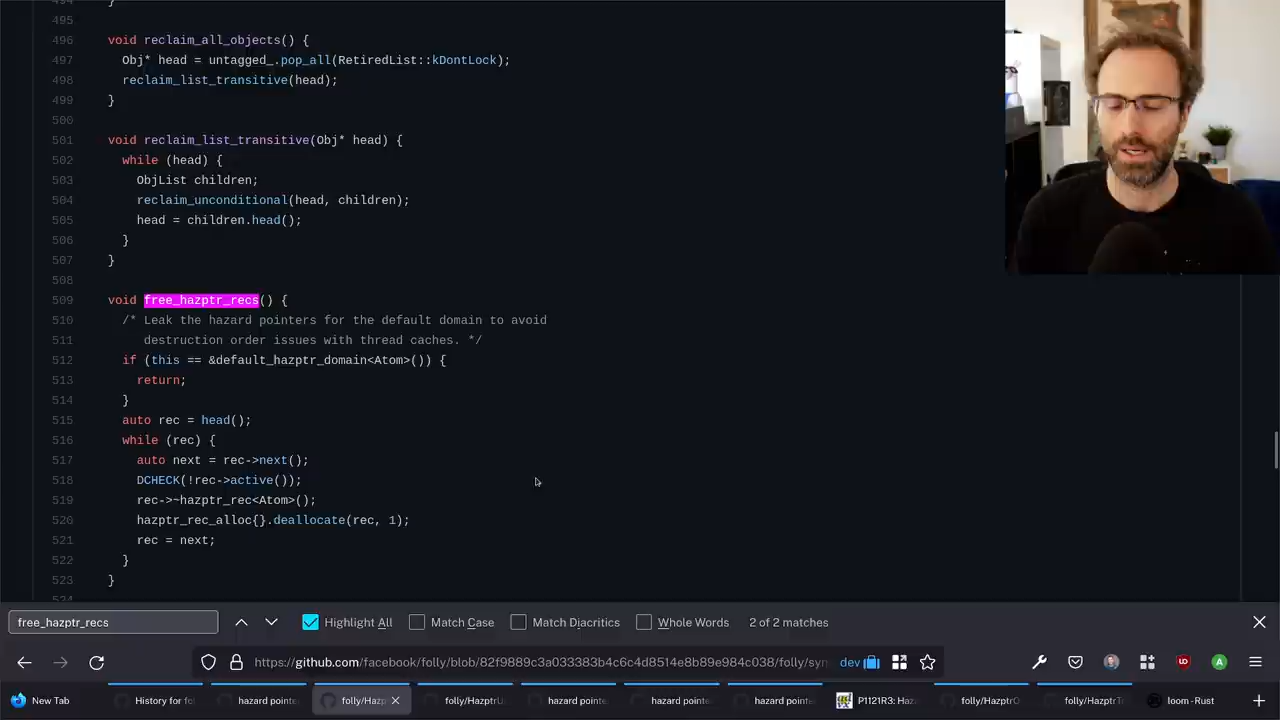 494 }
495
496 void reclaim_all_objects() {
497 Obj* head = untagged_.pop_all(RetiredList::kDontLock);
498 reclaim_list_transitive(head);
499 }
500
501 void reclaim_list_transitive(Obj* head) {
502 while (head) {
503 ObjList children;
504 reclaim_unconditional(head, children);
505 head = children.head();
506 }
507 }
508
509 void free_hazptr_recs() {
510 /* Leak the hazard pointers for the default domain to avoid
511 destruction order issues with thread caches. */
512 if (this == &default_hazptr_domain<Atom>()) {
513 return;
514 }
515 auto rec = head();
516 while (rec) {
517 auto next = rec->next();
518 DCHECK(!rec->active());
519 rec->~hazptr_rec<Atom>();
520 hazptr_rec_alloc{}.deallocate(rec, 1);
521 rec = next;
522 }
523 }
524
free_hazptr_recs Highlight All Match Case Match Diacritics Whole Words 2 of 2 matches
https://github.com/facebook/folly/blob/82f9889c3a033383b4c6c4d8514e8b89e984c038/folly/syn dev
New Tab History for fol hazard pointe folly/Hazp folly/HazptrU hazard pointe hazard pointe hazard pointe P1121R3: Haz folly/HazptrO folly/HazptrT loom - Rust